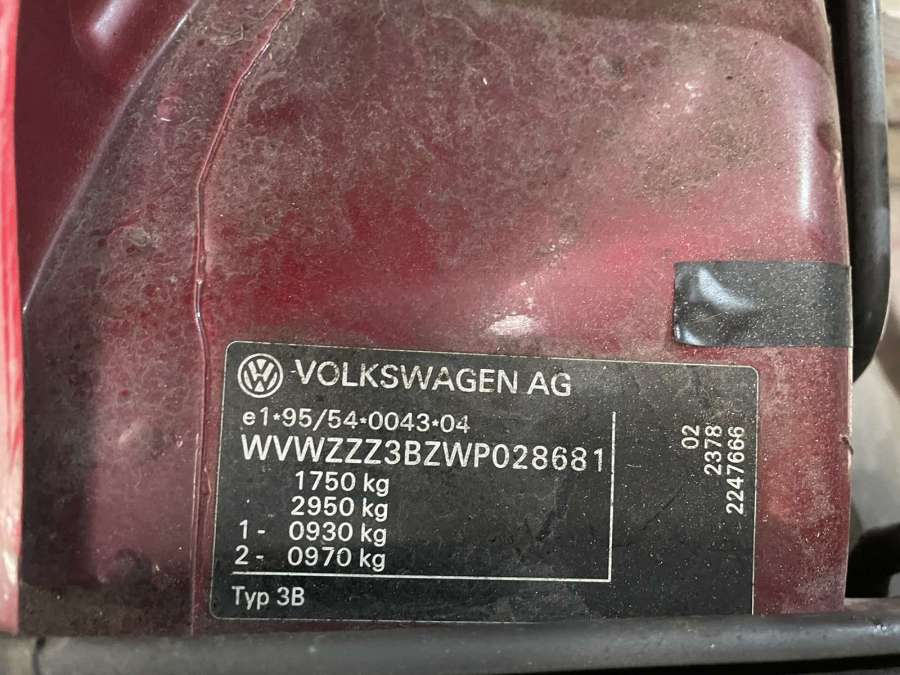 VOLKSWAGEN AG
e1*95/54*0043*04
WVWZZZ3BZWP028681
1750 kg
2950 kg
1- 0930 kg
2- 0970 kg
Typ 3B
02
2378
2247666